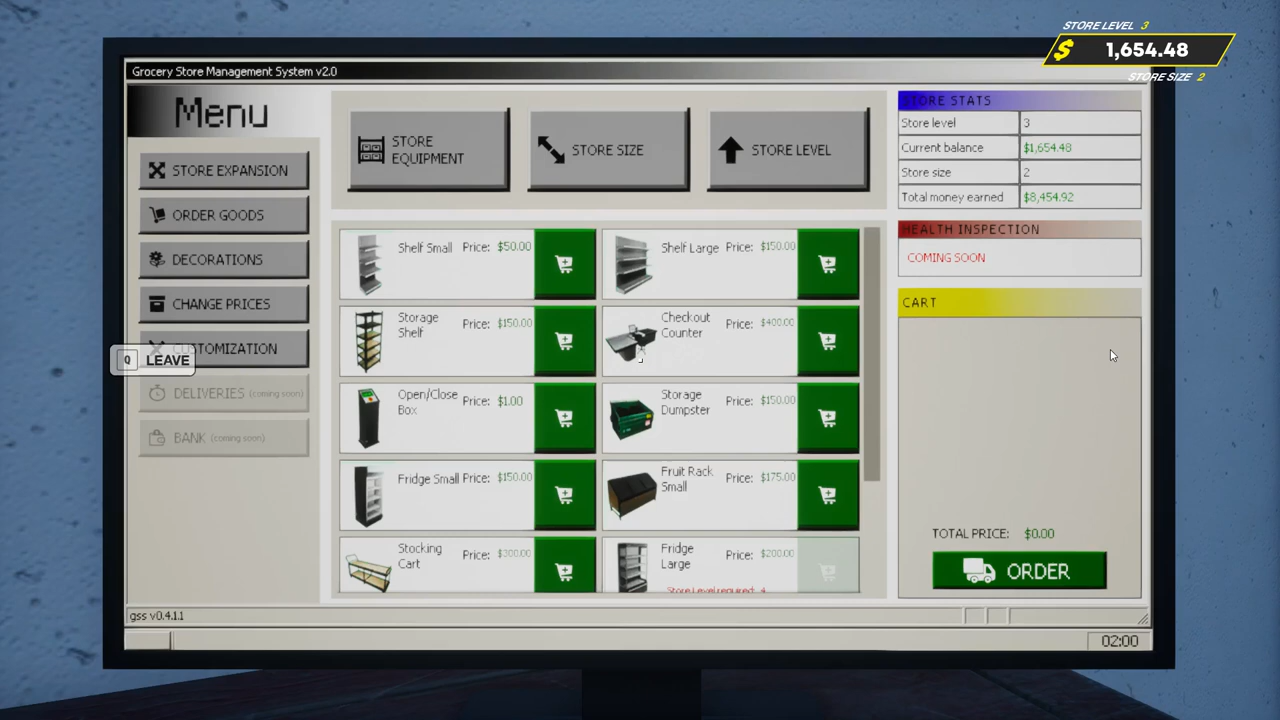 STORE LEVEL 3
$ 1,654.48
STORE SIZE 2
Grocery Store Management System v2.0
Menu
STORE EXPANSION
ORDER GOODS
DECORATIONS
CHANGE PRICES
CUSTOMIZATION
Q LEAVE
DELIVERIES (coming soon)
BANK (coming soon)
STORE EQUIPMENT
STORE SIZE
STORE LEVEL
Shelf Small Price: $50.00
Shelf Large Price: $150.00
Storage Shelf Price: $150.00
Checkout Counter Price: $400.00
Open/Close Box Price: $1.00
Storage Dumpster Price: $150.00
Fridge Small Price: $150.00
Fruit Rack Small Price: $175.00
Stocking Cart Price: $300.00
Fridge Large Price: $200.00
Store level required: 4
STORE STATS
Store level 3
Current balance $1,654.48
Store size 2
Total money earned $8,454.92
HEALTH INSPECTION
COMING SOON
CART
TOTAL PRICE: $0.00
ORDER
gss v0.4.1.1
02:00